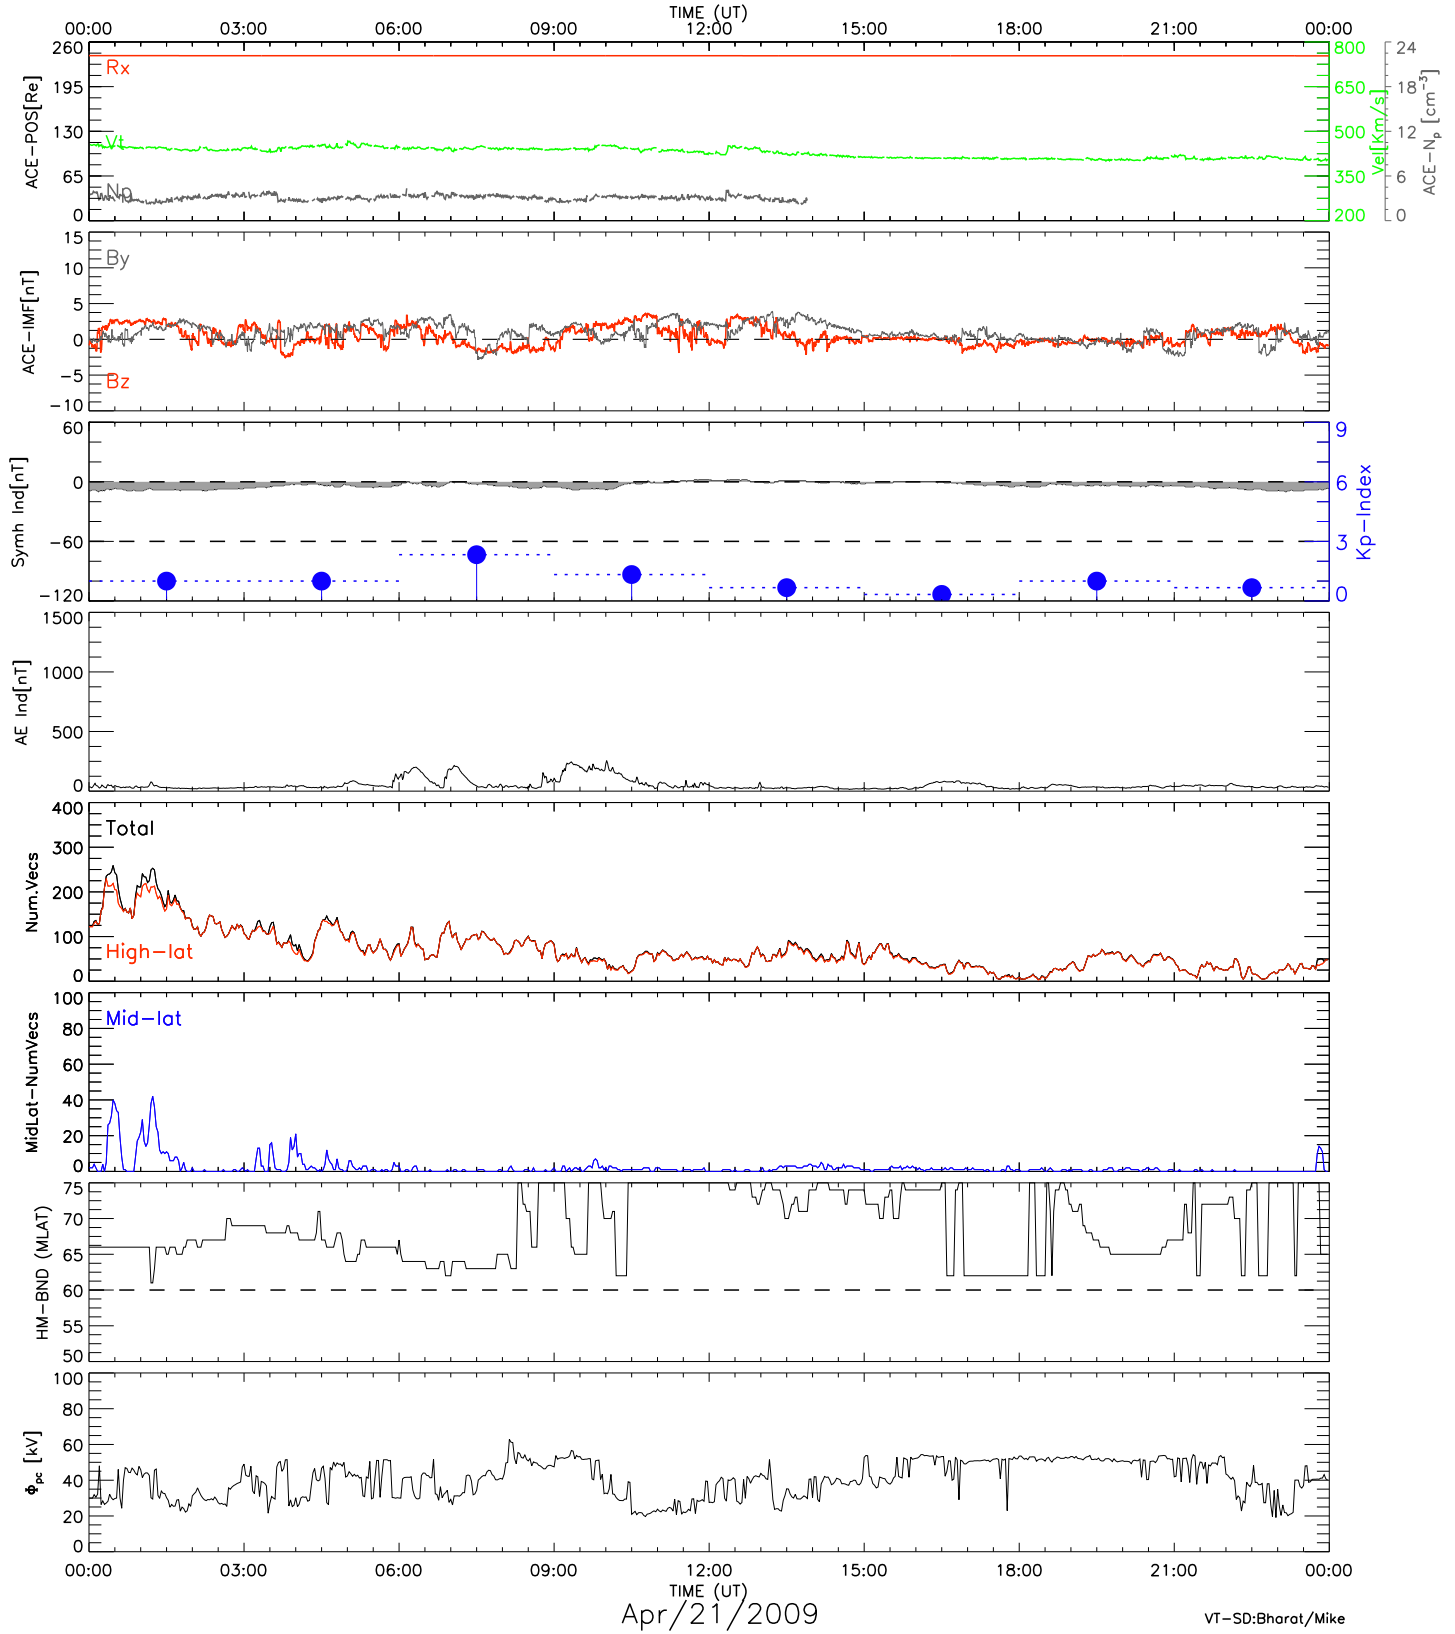 TIME (UT)
00:00 03:00 06:00 09:00 12:00 15:00 18:00 21:00 00:00
260 195 130 65 0
ACE-POS[Re]
Rx
Vt
Np
800 650 500 350 200
Vel[Km/s]
24 18 12 6 0
ACE-Np [cm-3]
15 10 5 0 -5 -10
ACE-IMF[nT]
By
Bz
60 0 -60 -120
Symh Ind[nT]
9 6 3 0
Kp-Index
1500 1000 500 0
AE Ind[nT]
400 300 200 100 0
Num.Vecs
Total
High-lat
100 80 60 40 20 0
MidLat-NumVecs
Mid-lat
75 70 65 60 55 50
HM-BND (MLAT)
100 80 60 40 20 0
Φpc [kV]
00:00 03:00 06:00 09:00 12:00 15:00 18:00 21:00 00:00
TIME (UT)
Apr/21/2009
VT-SD:Bharat/Mike